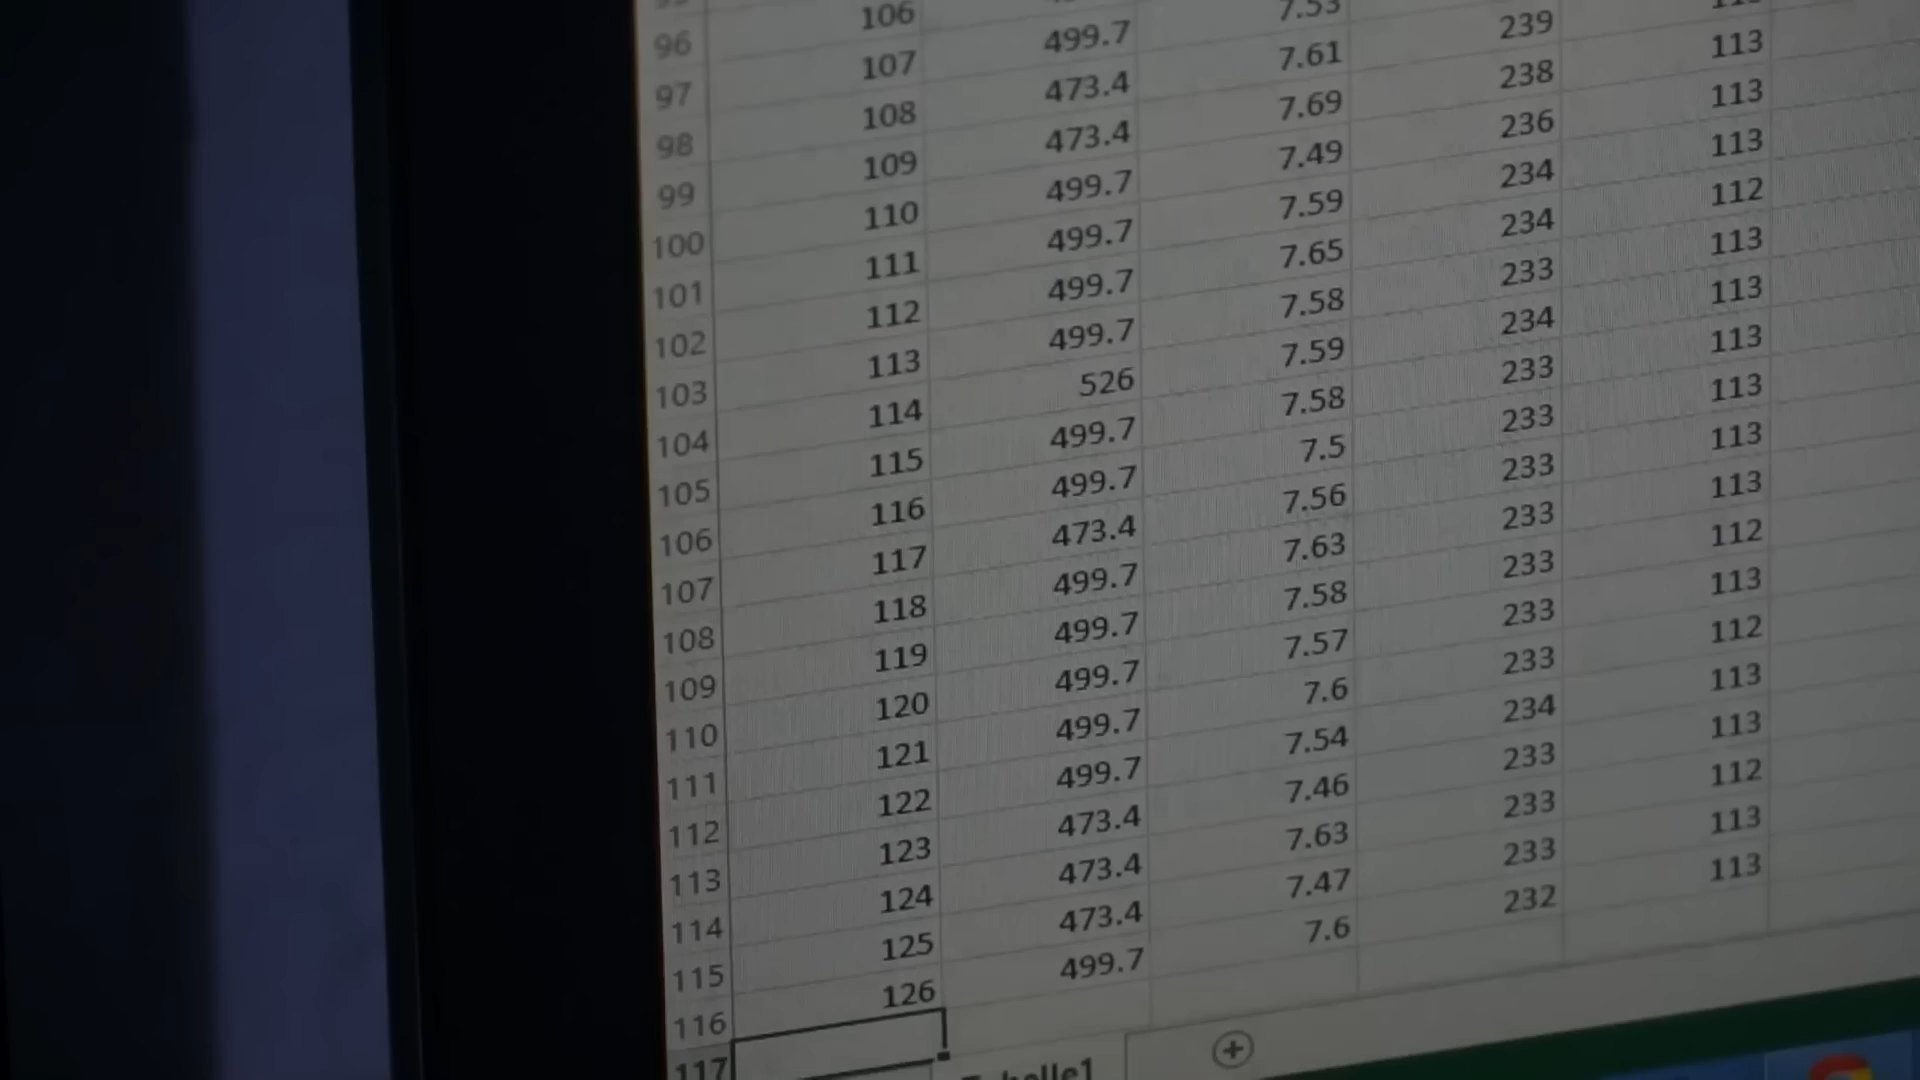 96 106
97 107 499.7 7.53
98 108 473.4 7.61 239
99 109 473.4 7.69 238 113
100 110 499.7 7.49 236 113
101 111 499.7 7.59 234 113
102 112 499.7 7.65 234 112
103 113 499.7 7.58 233 113
104 114 526 7.59 234 113
105 115 499.7 7.58 233 113
106 116 499.7 7.5 233 113
107 117 473.4 7.56 233 113
108 118 499.7 7.63 233 113
109 119 499.7 7.58 233 112
110 120 499.7 7.57 233 113
111 121 499.7 7.6 233 112
112 122 499.7 7.54 234 113
113 123 473.4 7.46 233 113
114 124 473.4 7.63 233 112
115 125 473.4 7.47 233 113
116 126 499.7 7.6 232 113
117
Tabelle1